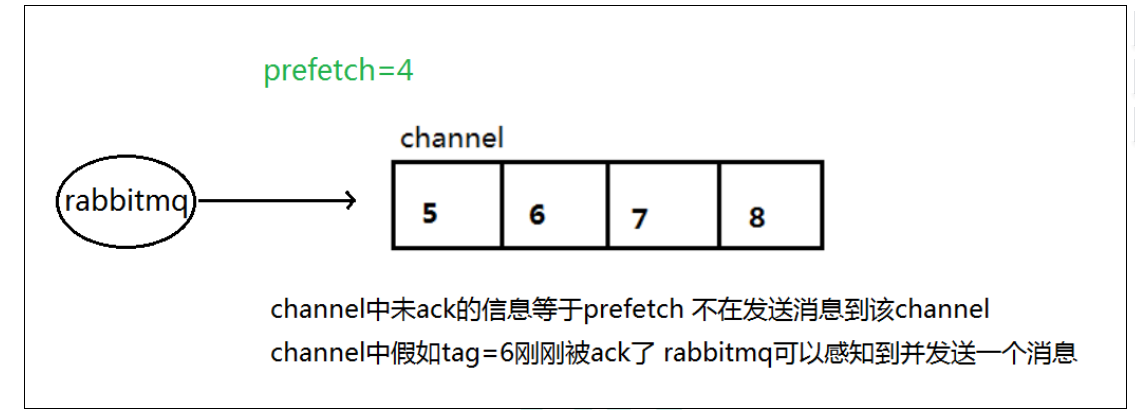 prefetch=4
channel
rabbitmq
5 6 7 8
channel中未ack的信息等于prefetch 不在发送消息到该channel
channel中假如tag=6刚刚被ack了 rabbitmq可以感知到并发送一个消息